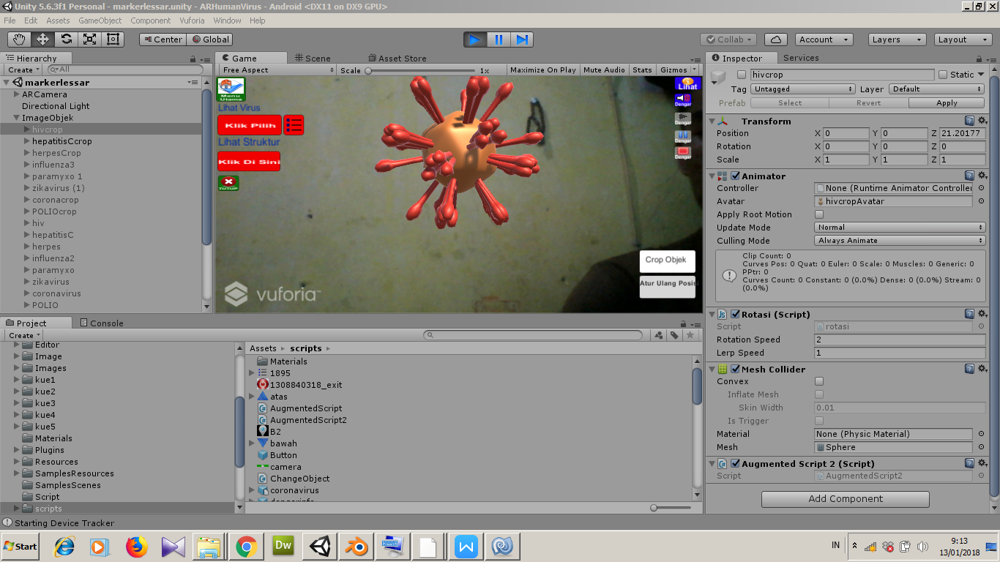 Unity 5.6.3f1 Personal - markerlessar.unity - ARHumanVirus - Android <DX11 on DX9 GPU>
File Edit Assets GameObject Component Vuforia Window Help
Center Global Collab Account Layers Layout
Hierarchy
Create All
markerlessar
ARCamera
Directional Light
ImageObjek
hivcrop
hepatitisCcrop
herpesCrop
influenza3
paramyxo 1
zikavirus (1)
coronacrop
POLIOcrop
hiv
hepatitisC
herpes
influenza2
paramyxo
zikavirus
coronavirus
POLIO
Game Scene Asset Store
Free Aspect Scale 1x Maximize On Play Mute Audio Stats Gizmos
Menu
Utama
Lihat Virus
Klik Pilih
Lihat Struktur
Klik Di Sini
TUTUP
Lihat
Dengar
Dengar
Dengar
Dengar
Crop Objek
Atur Ulang Posis
vuforia™
Inspector Services
hivcrop Static
Tag Untagged Layer Default
Prefab Select Revert Apply
Transform
Position X 0 Y 0 Z 21.20177
Rotation X 0 Y 0 Z 0
Scale X 1 Y 1 Z 1
Animator
Controller None (Runtime Animator Controller
Avatar hivcropAvatar
Apply Root Motion
Update Mode Normal
Culling Mode Always Animate
Clip Count: 0
Curves Pos: 0 Quat: 0 Euler: 0 Scale: 0 Muscles: 0 Generic: 0
PPtr: 0
Curves Count: 0 Constant: 0 (0.0%) Dense: 0 (0.0%) Stream: 0
(0.0%)
Rotasi (Script)
Script rotasi
Rotation Speed 2
Lerp Speed 1
Mesh Collider
Convex
Inflate Mesh
Skin Width 0.01
Is Trigger
Material None (Physic Material)
Mesh Sphere
Augmented Script 2 (Script)
Script AugmentedScript2
Add Component
Project Console
Create
Editor
Image
Images
kue1
kue2
kue3
kue4
kue5
Materials
Plugins
Resources
SamplesResources
SamplesScenes
Script
scripts
Assets scripts
Materials
1895
1308840318_exit
atas
AugmentedScript
AugmentedScript2
B2
bawah
Button
camera
ChangeObject
coronavirus
Starting Device Tracker
Start
Dw
IN
9:13
13/01/2018